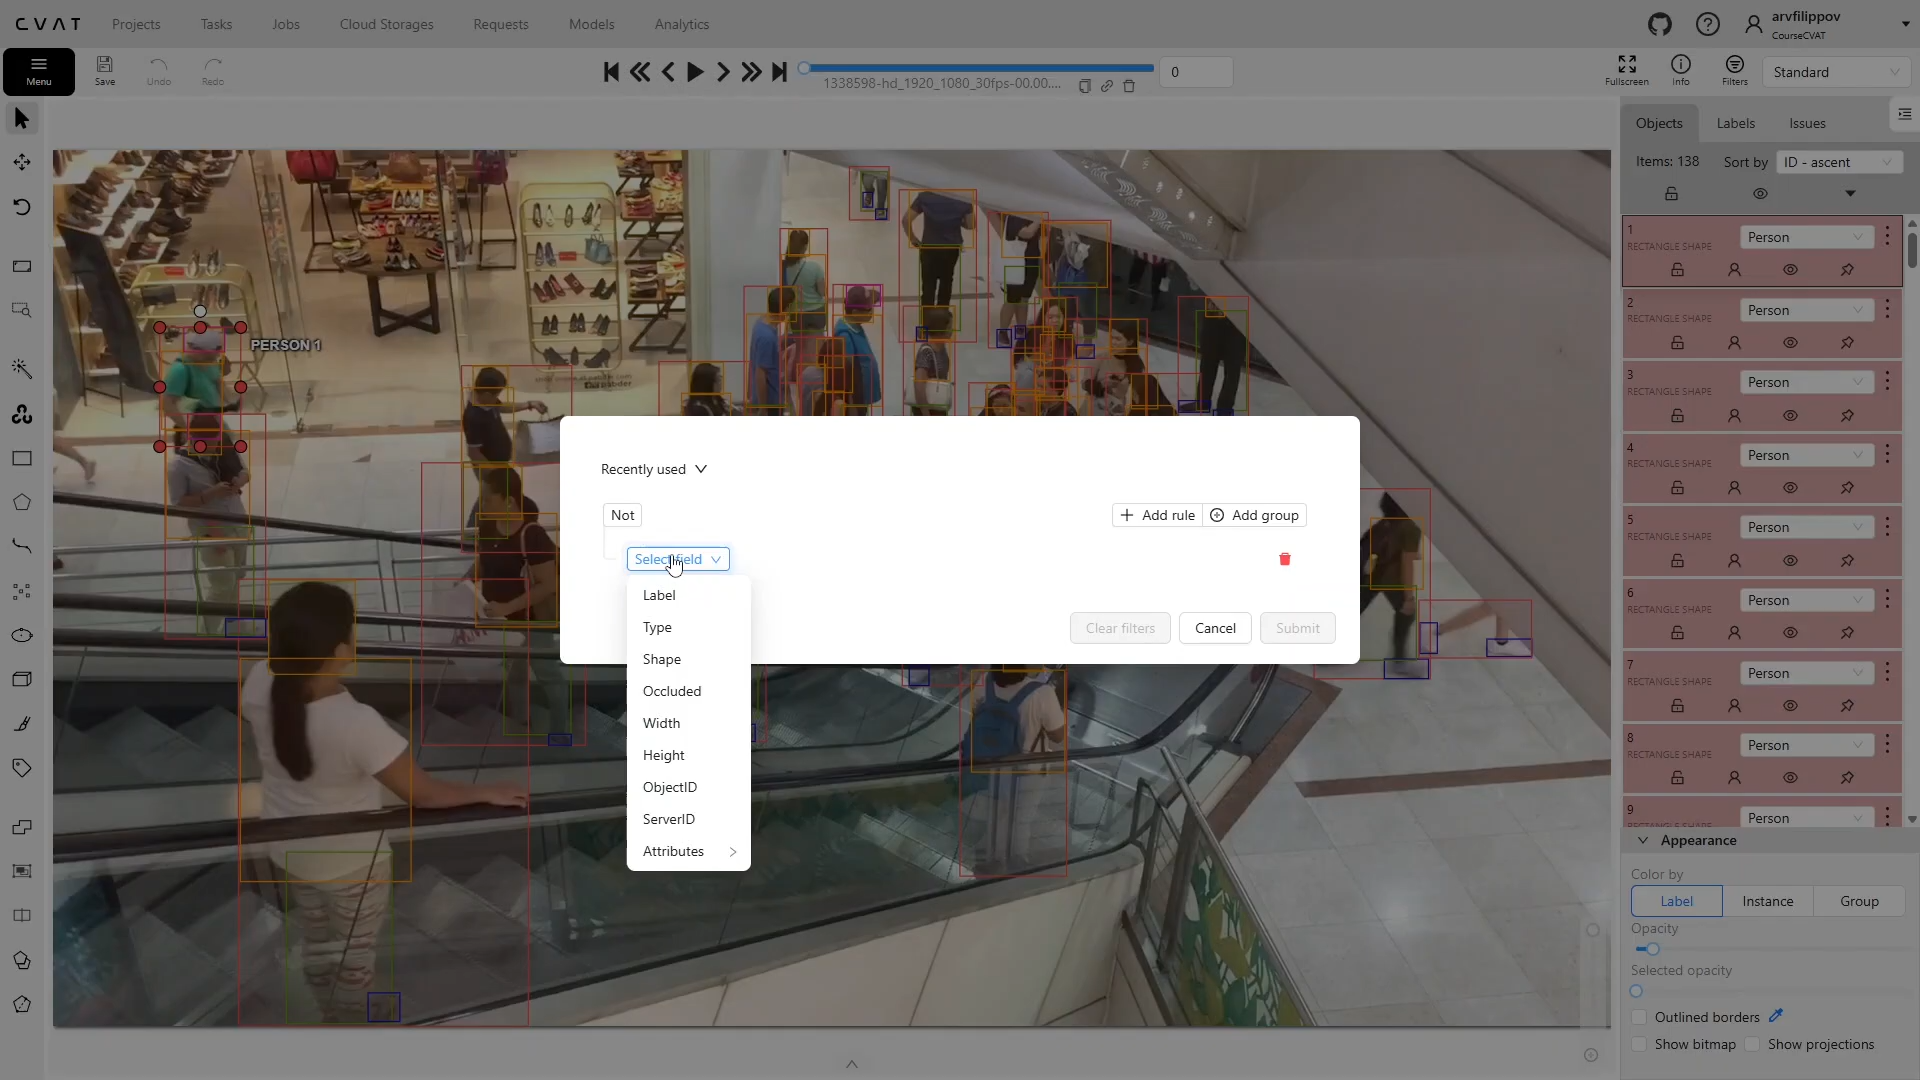 CVAT Projects Tasks Jobs Cloud Storages Requests Models Analytics arvfilippov
CourseCVAT
Menu Save Undo Redo 0 Fullscreen Info Filters Standard
1338598-hd_1920_1080_30fps-00.00....
Objects Labels Issues
Items: 138 Sort by ID - ascent
1 Person
RECTANGLE SHAPE
2 Person
RECTANGLE SHAPE
3 Person
RECTANGLE SHAPE
4 Person
RECTANGLE SHAPE
5 Person
RECTANGLE SHAPE
6 Person
RECTANGLE SHAPE
7 Person
RECTANGLE SHAPE
8 Person
RECTANGLE SHAPE
9 Person
PERSON 1
Recently used
Not Add rule Add group
Select field
Label
Type
Shape
Occluded
Width
Height
ObjectID
ServerID
Attributes
Clear filters Cancel Submit
Appearance
Color by
Label Instance Group
Opacity
Selected opacity
Outlined borders
Show bitmap Show projections